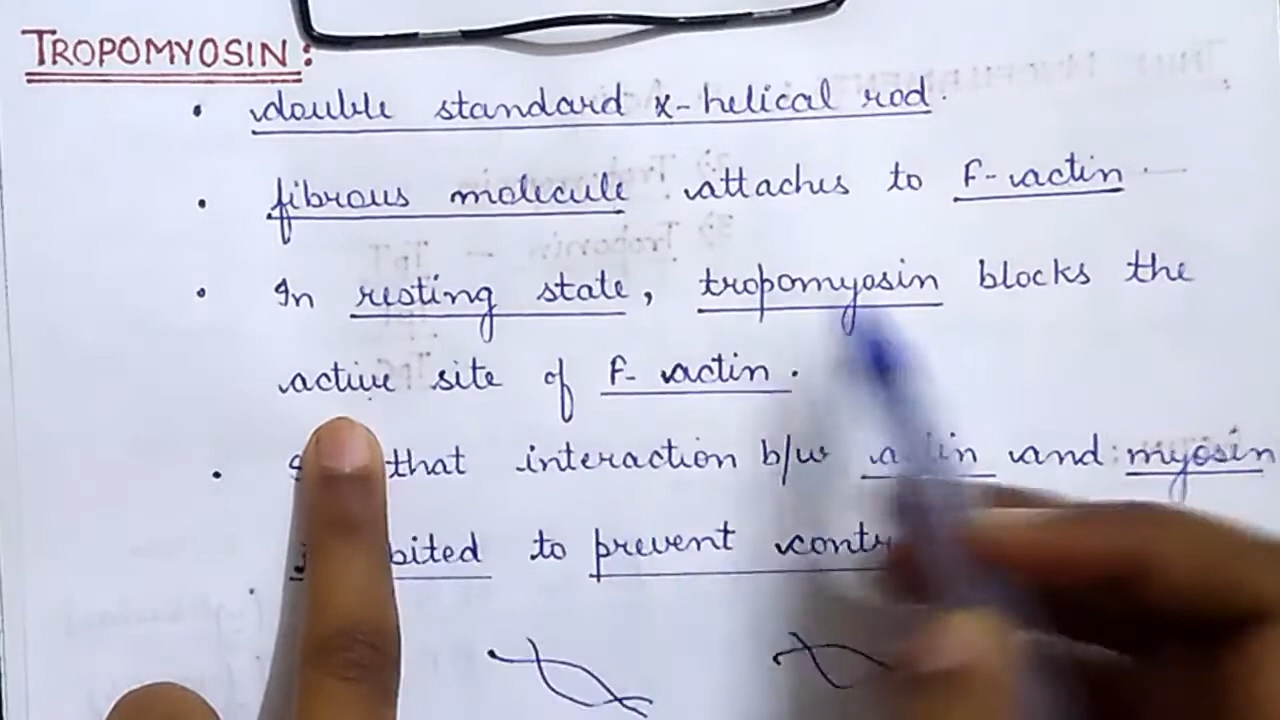 TROPOMYOSIN:
• double standard α-helical rod.
• fibrous molecule attaches to F-actin
• In resting state, tropomyosin blocks the
active site of F-actin.
• that interaction b/w and myosin
to prevent